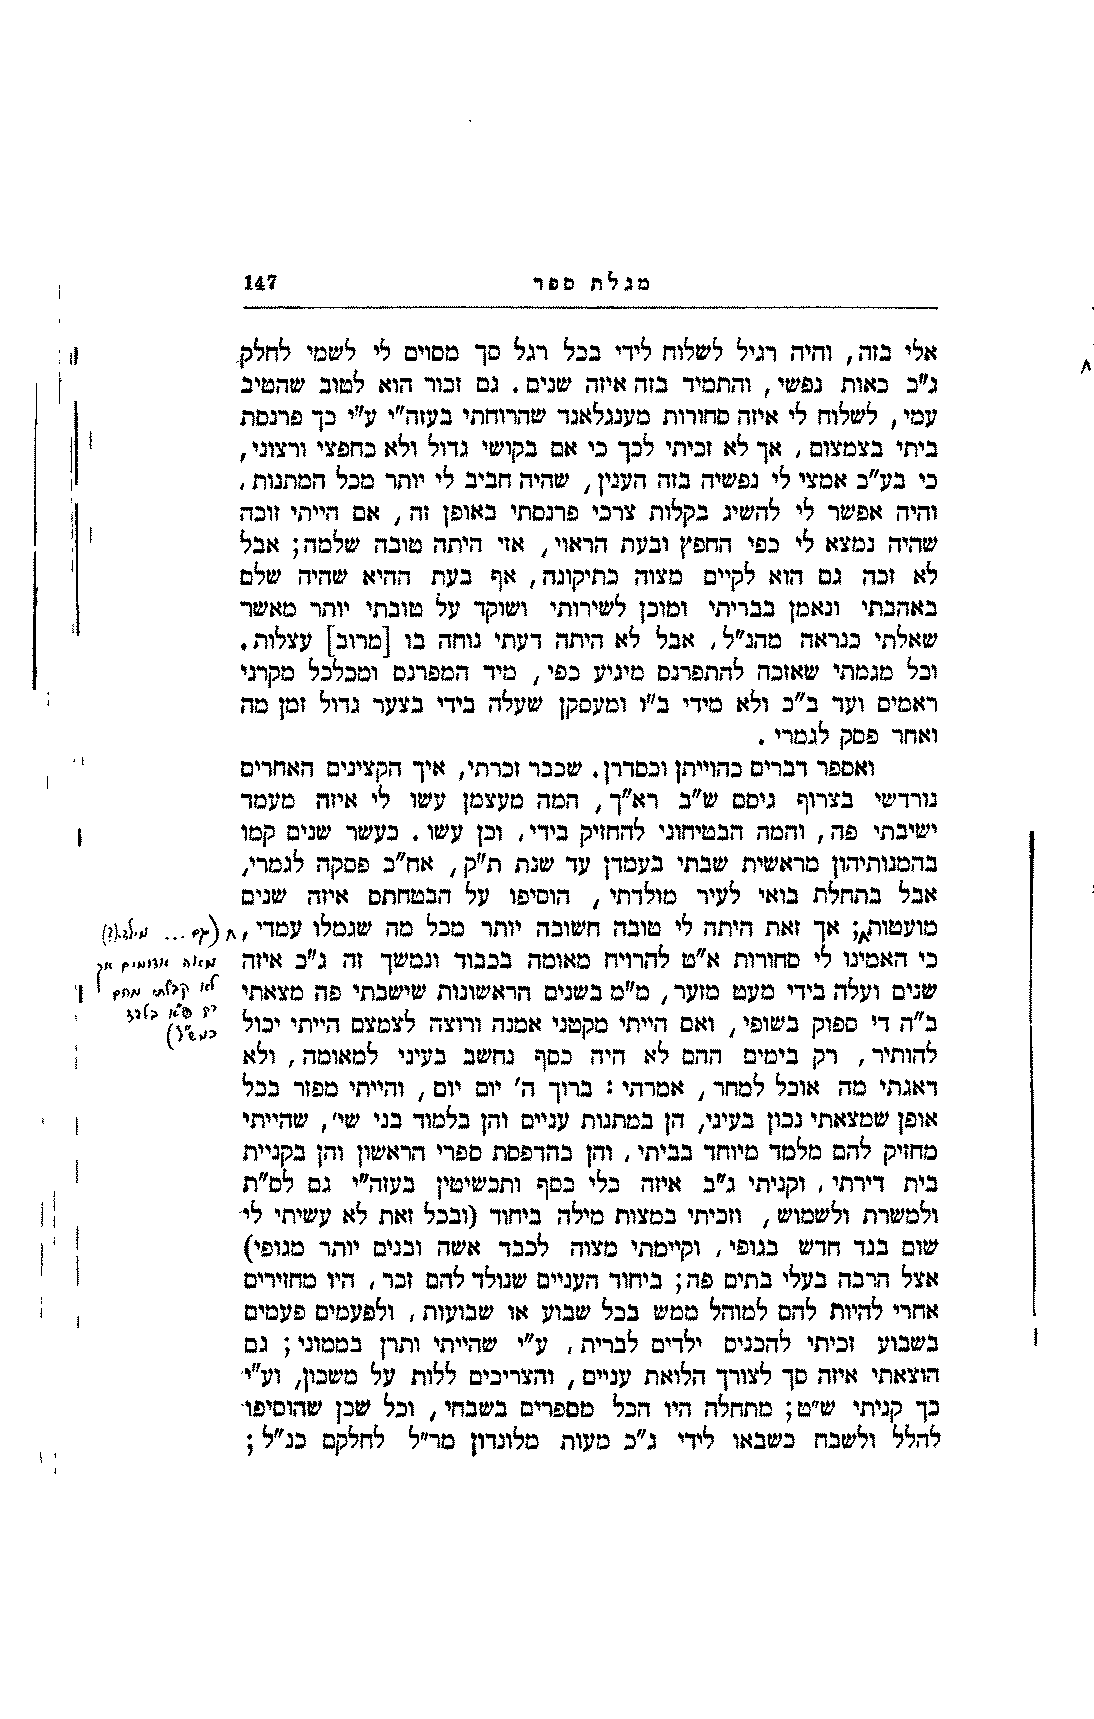 מגלת ספר 147
אלי בזה, והיה רגיל לשלוח לידי בכל רגל סך מסוים לי לשמי לחלק
ג"כ כאות נפשי, והתמיד בזה איזה שנים. גם זכור הוא לטוב שהטיב
עמי, לשלוח לי איזה סחורות מענגלאנד שהרוחתי בעזה"י ע"י כך פרנסת
ביתי בצמצום, אך לא זכיתי לכך כי אם בקושי גדול ולא כחפצי ורצוני,
כי בע"כ אמצי לי נפשיה בזה הענין, שהיה חביב לי יותר מכל המתנות,
והיה אפשר לי להשיג בקלות צרכי פרנסתי באופן זה, אם הייתי זוכה
שהיה נמצא לי כפי החפץ ובעת הראוי, אזי היתה טובה שלמה; אבל
לא זכה גם הוא לקיים מצוה כתיקונה, אף בעת ההיא שהיה שלם
באהבתי ונאמן בבריתי ומוכן לשירותי ושוקד על טובתי יותר מאשר
שאלתי כנראה מהנ"ל, אבל לא היתה דעתי נוחה בו [מרוב] עצלות.
וכל מגמתי שאזכה להתפרנס מיגיע כפי, מיד המפרנס ומכלכל מקרני
ראמים ועד ב"כ ולא מידי ב"ו ומעסקן שעלה בידי בצער גדול זמן מה
ואחר פסק לגמרי.
ואספר דברים כהוייתן וכסדרן. שכבר זכרתי, איך הקצינים האחרים
נורדשי בצרוף גיסם ש"ב רא"ך, המה מעצמן עשו לי איזה מעמד
ישיבתי פה, והמה הבטיחוני להחזיק בידי, וכן עשו. כעשר שנים קמו
בהמנותיהון מראשית שבתי בעמדן עד שנת ת"ק, אח"כ פסקה לגמרי,
אבל בתחלת בואי לעיר מולדתי, הוסיפו על הבטחתם איזה שנים
מועטות; אך זאת היתה לי טובה חשובה יותר מכל מה שגמלו עמדי,
כי האמינו לי סחורות א"ט להרויח מאומה בכבוד ונמשך זה ג"כ איזה
שנים ועלה בידי מעט מזער, מ"מ בשנים הראשונות שישבתי פה מצאתי
ב"ה די ספוק בשופי, ואם הייתי מקטני אמנה ורוצה לצמצם הייתי יכול
להותיר, רק בימים ההם לא היה כסף נחשב בעיני למאומה, ולא
דאגתי מה אוכל למחר, אמרתי: ברוך ה' יום יום, והייתי מפזר בכל
אופן שמצאתי נכון בעיני, הן במתנות עניים והן בלמוד בני שי', שהייתי
מחזיק להם מלמד מיוחד בביתי, והן בהדפסת ספרי הראשון והן בקניית
בית דירתי, וקניתי ג"ב איזה כלי כסף ותכשיטין בעזה"י גם לס"ת
ולמשרת ולשמוש, וזכיתי במצות מילה ביחוד (ובכל זאת לא עשיתי לי
שום בגד חדש בגופי, וקיימתי מצוה לכבד אשה ובנים יותר מגופי)
אצל הרבה בעלי בתים פה; ביחוד העניים שנולד להם זכר, היו מחזירים
אחרי להיות להם למוהל ממש בכל שבוע או שבועות, ולפעמים פעמים
בשבוע זכיתי להכניס ילדים לברית, ע"י שהייתי ותרן בממוני; גם
הוצאתי איזה סך לצורך הלואת עניים, והצריכים ללות על משכון, וע"י
כך קניתי ש"ט; מתחלה היו הכל מספרים בשבחי, וכל שכן שהוסיפו
להלל ולשבח כשבאו לידי ג"כ מעות מלונדון מר"ל לחלקם כנ"ל;
מאה אדומים אך
לא קבלתי מהם
בלבד